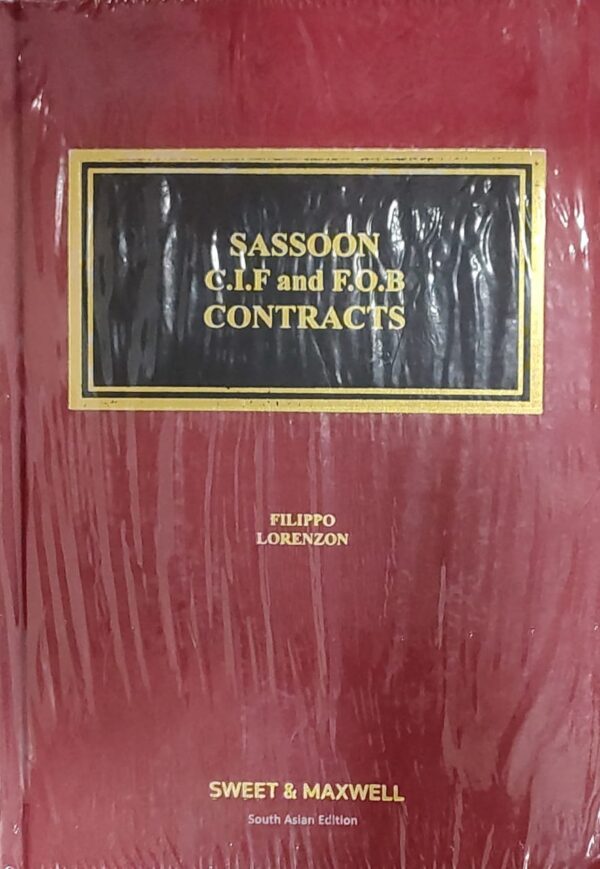 SASSOON
C.I.F and F.O.B
CONTRACTS
FILIPPO
LORENZON
SWEET & MAXWELL
South Asian Edition